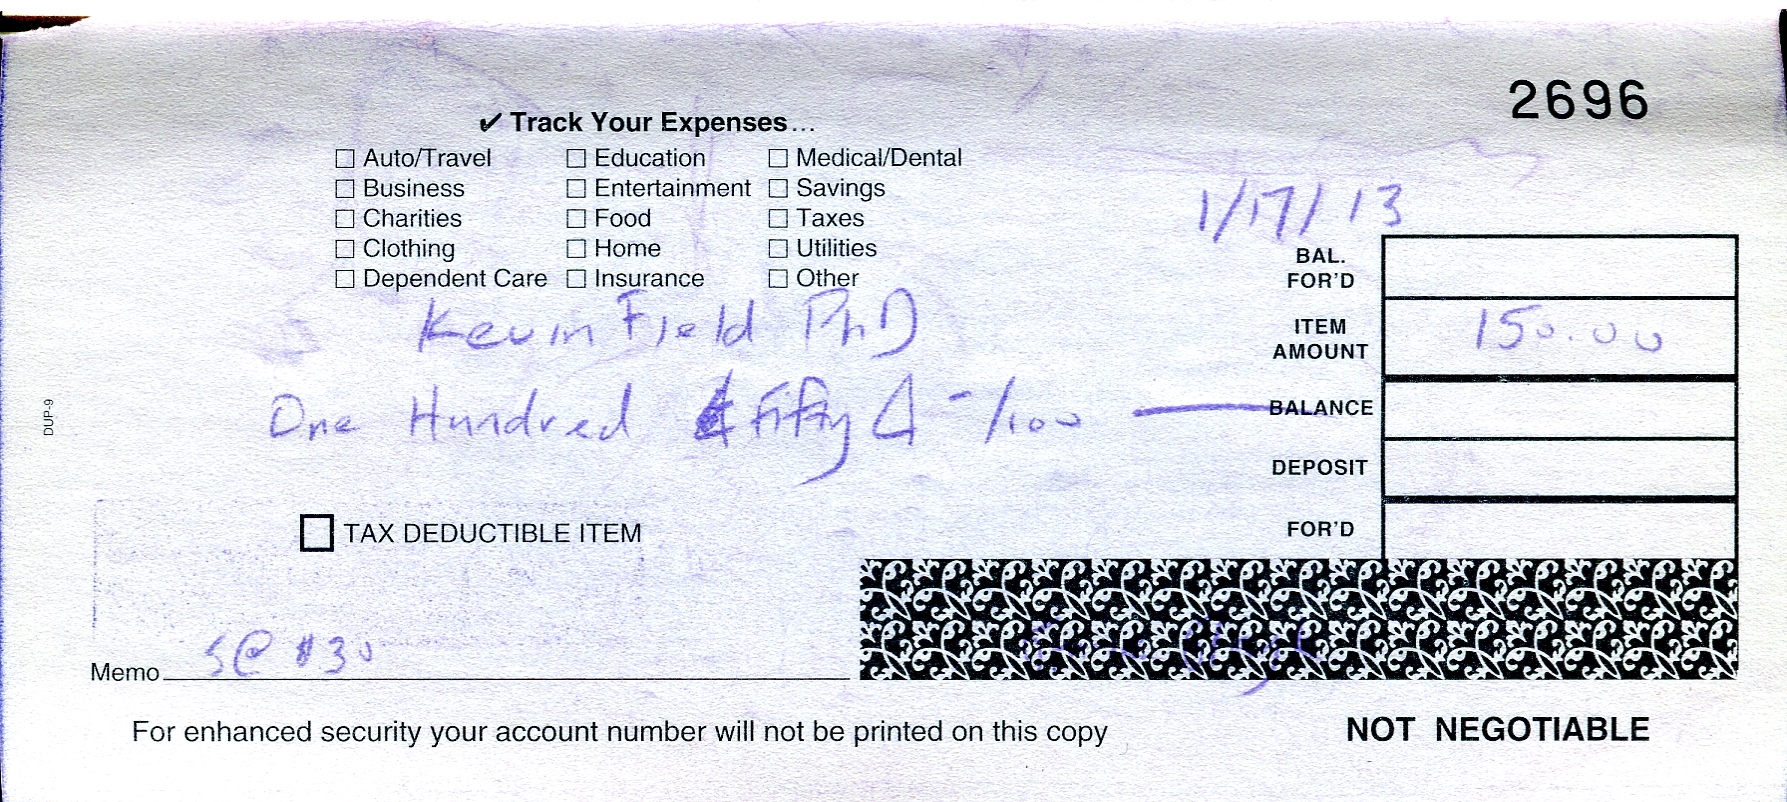 2696
✓ Track Your Expenses...
☐ Auto/Travel ☐ Education ☐ Medical/Dental
☐ Business ☐ Entertainment ☐ Savings
☐ Charities ☐ Food ☐ Taxes
☐ Clothing ☐ Home ☐ Utilities
☐ Dependent Care ☐ Insurance ☐ Other
1/17/13
BAL. FOR'D
Kevin Field PhD
ITEM AMOUNT 150.00
One Hundred & Fifty & -/100
BALANCE
DUP-9
DEPOSIT
☐ TAX DEDUCTIBLE ITEM
FOR'D
Memo 5@ #30
For enhanced security your account number will not be printed on this copy
NOT NEGOTIABLE